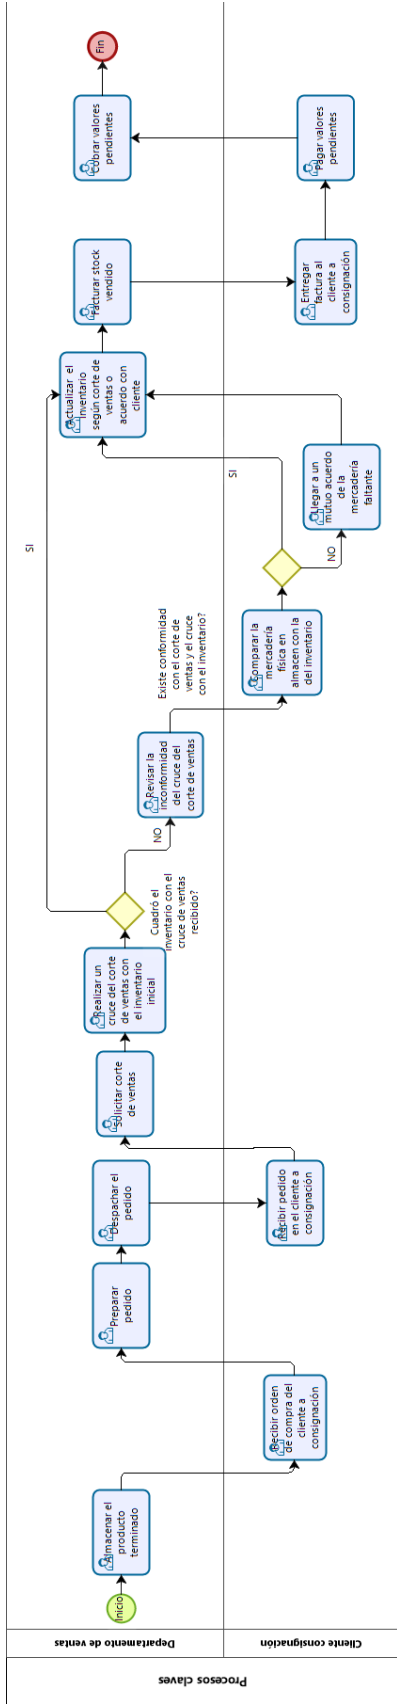 Procesos claves
Departamento de ventas
Cliente consignación
Inicio
Almacenar el
producto
terminado
Recibir orden
de compra del
cliente a
consignación
Preparar
pedido
Despachar el
pedido
Recibir pedido
en el cliente a
consignación
Solicitar corte
de ventas
Realizar un
cruce del corte
de ventas con
el inventario
inicial
Cuadró el
inventario con el
cruce de ventas
recibido?
SI
NO
Revisar la
inconformidad
del cruce del
corte de ventas
Comparar la
mercadería
física en
almacen con la
del inventario
Existe conformidad
con el corte de
ventas y el cruce
con el inventario?
SI
NO
Llegar a un
mutuo acuerdo
de la
mercadería
faltante
Actualizar el
inventario
según corte de
ventas o
acuerdo con
cliente
Facturar stock
vendido
Entregar
factura al
cliente a
consignación
Pagar valores
pendientes
Cobrar valores
pendientes
Fin